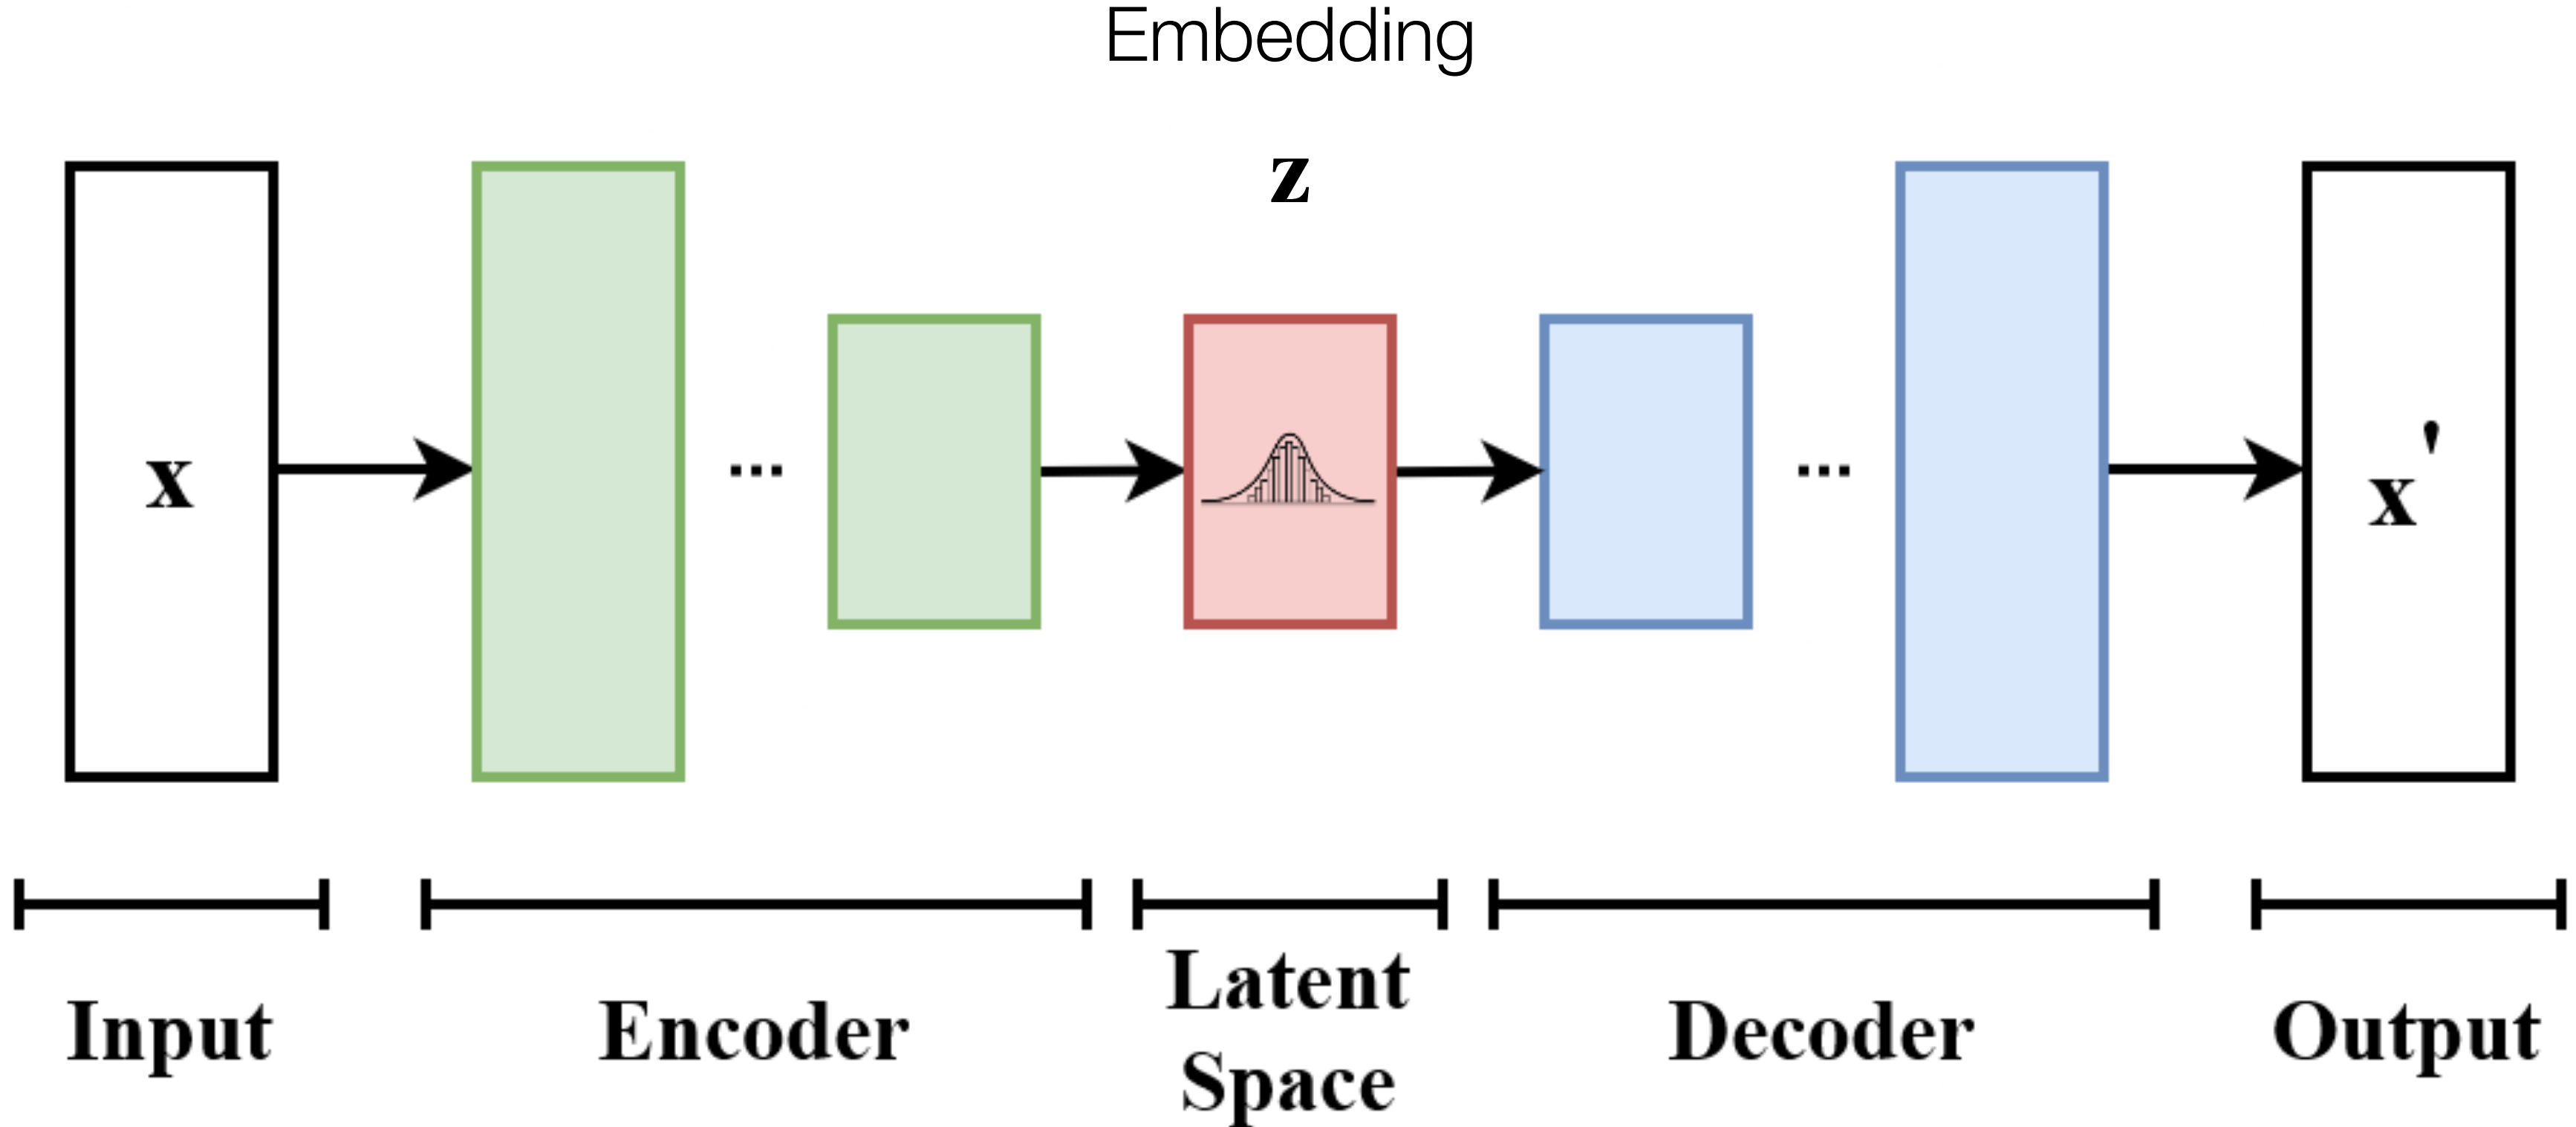 Embedding
z
x
...
...
x'
Input
Encoder
Latent
Space
Decoder
Output